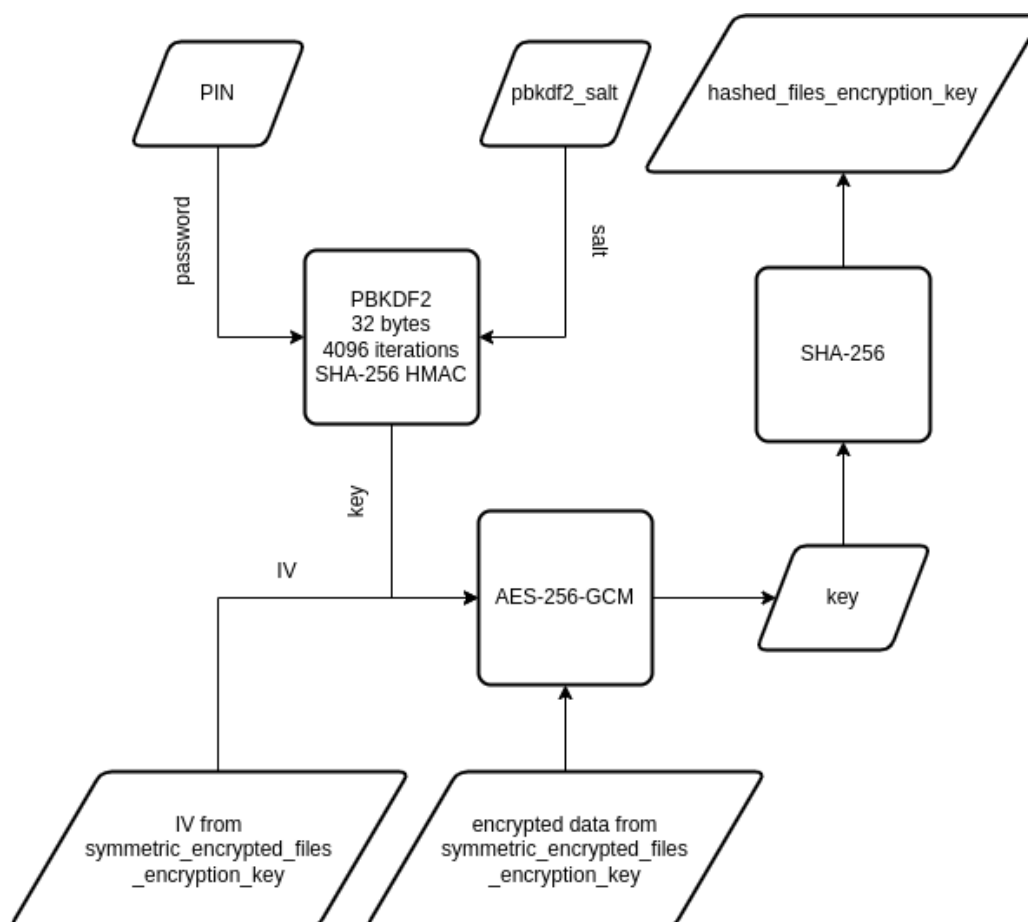 PIN
pbkdf2_salt
hashed_files_encryption_key
password
salt
PBKDF2
32 bytes
4096 iterations
SHA-256 HMAC
SHA-256
key
IV
AES-256-GCM
key
IV from
symmetric_encrypted_files
_encryption_key
encrypted data from
symmetric_encrypted_files
_encryption_key